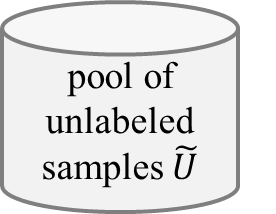 pool of
unlabeled
samples Ũ